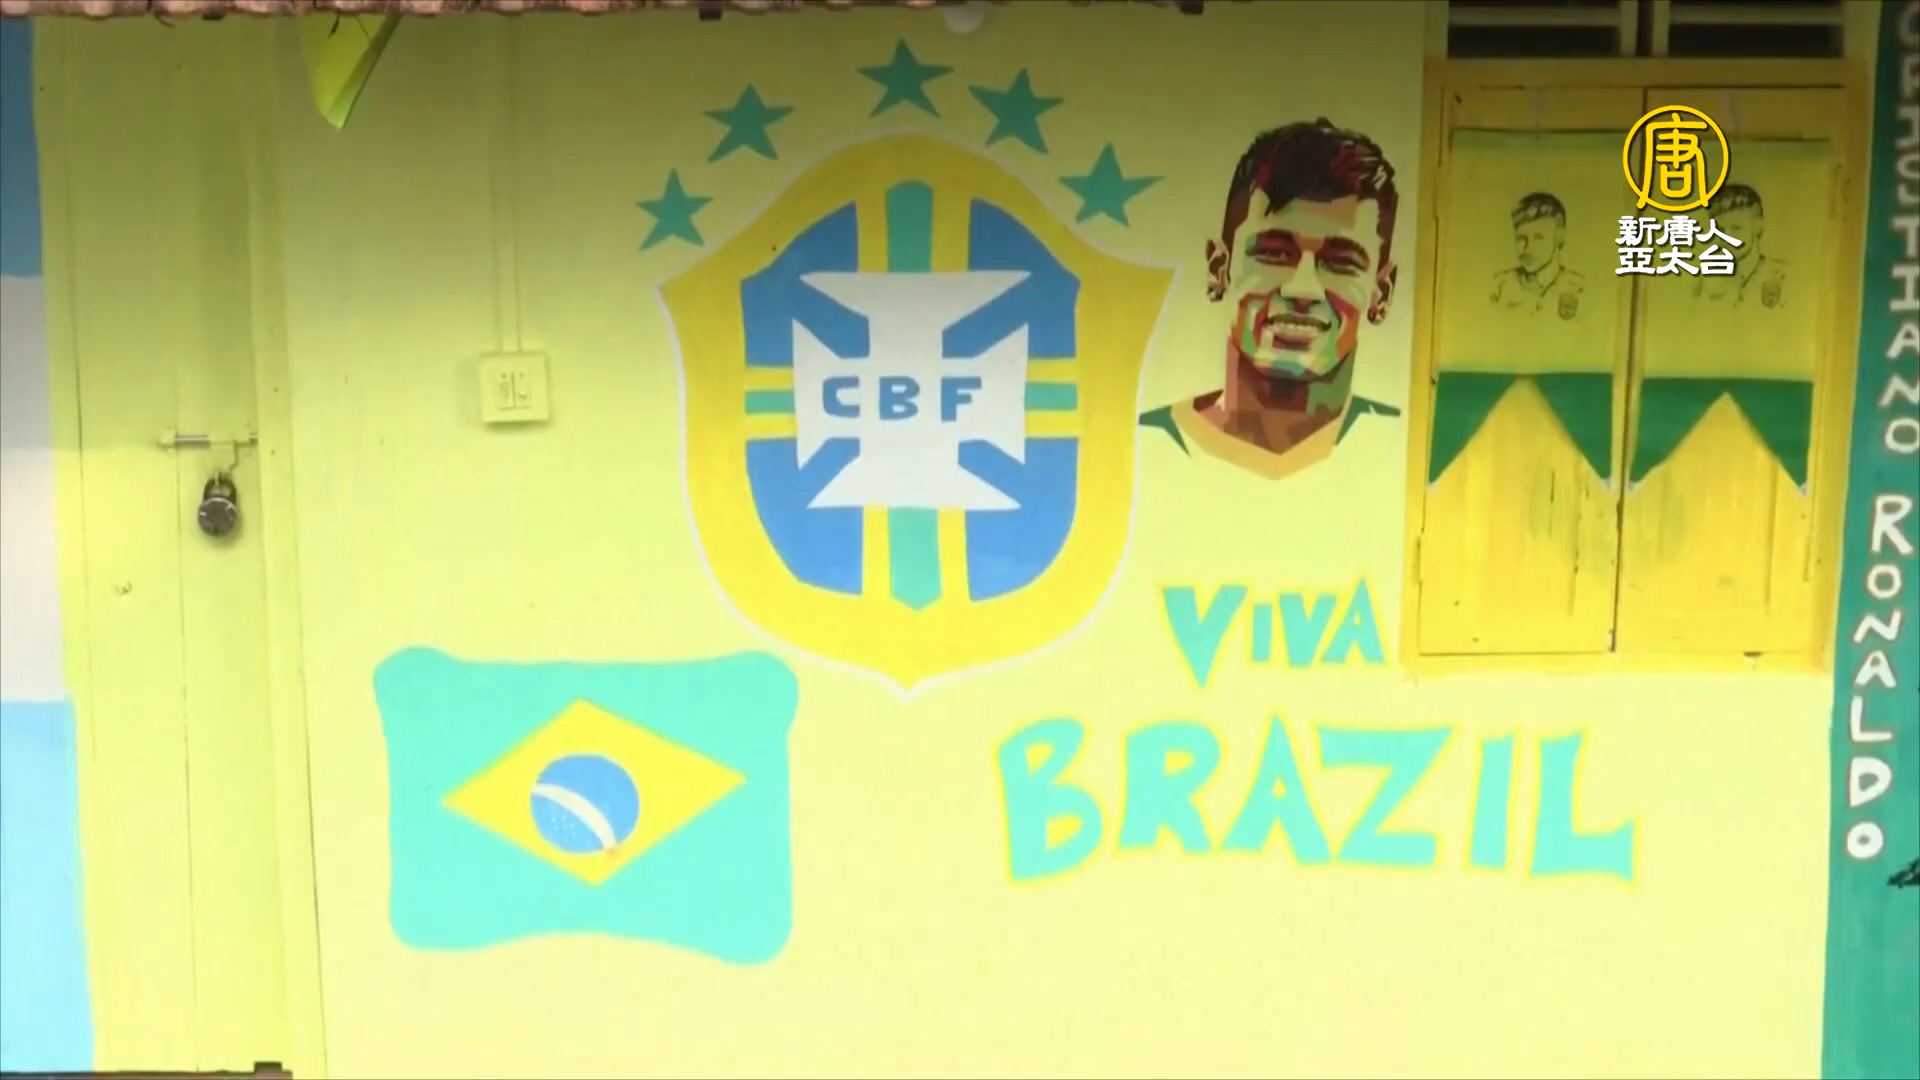 CBF
VIVA
BRAZIL
CRISTIANO RONALDO
唐
新唐人
亞太台